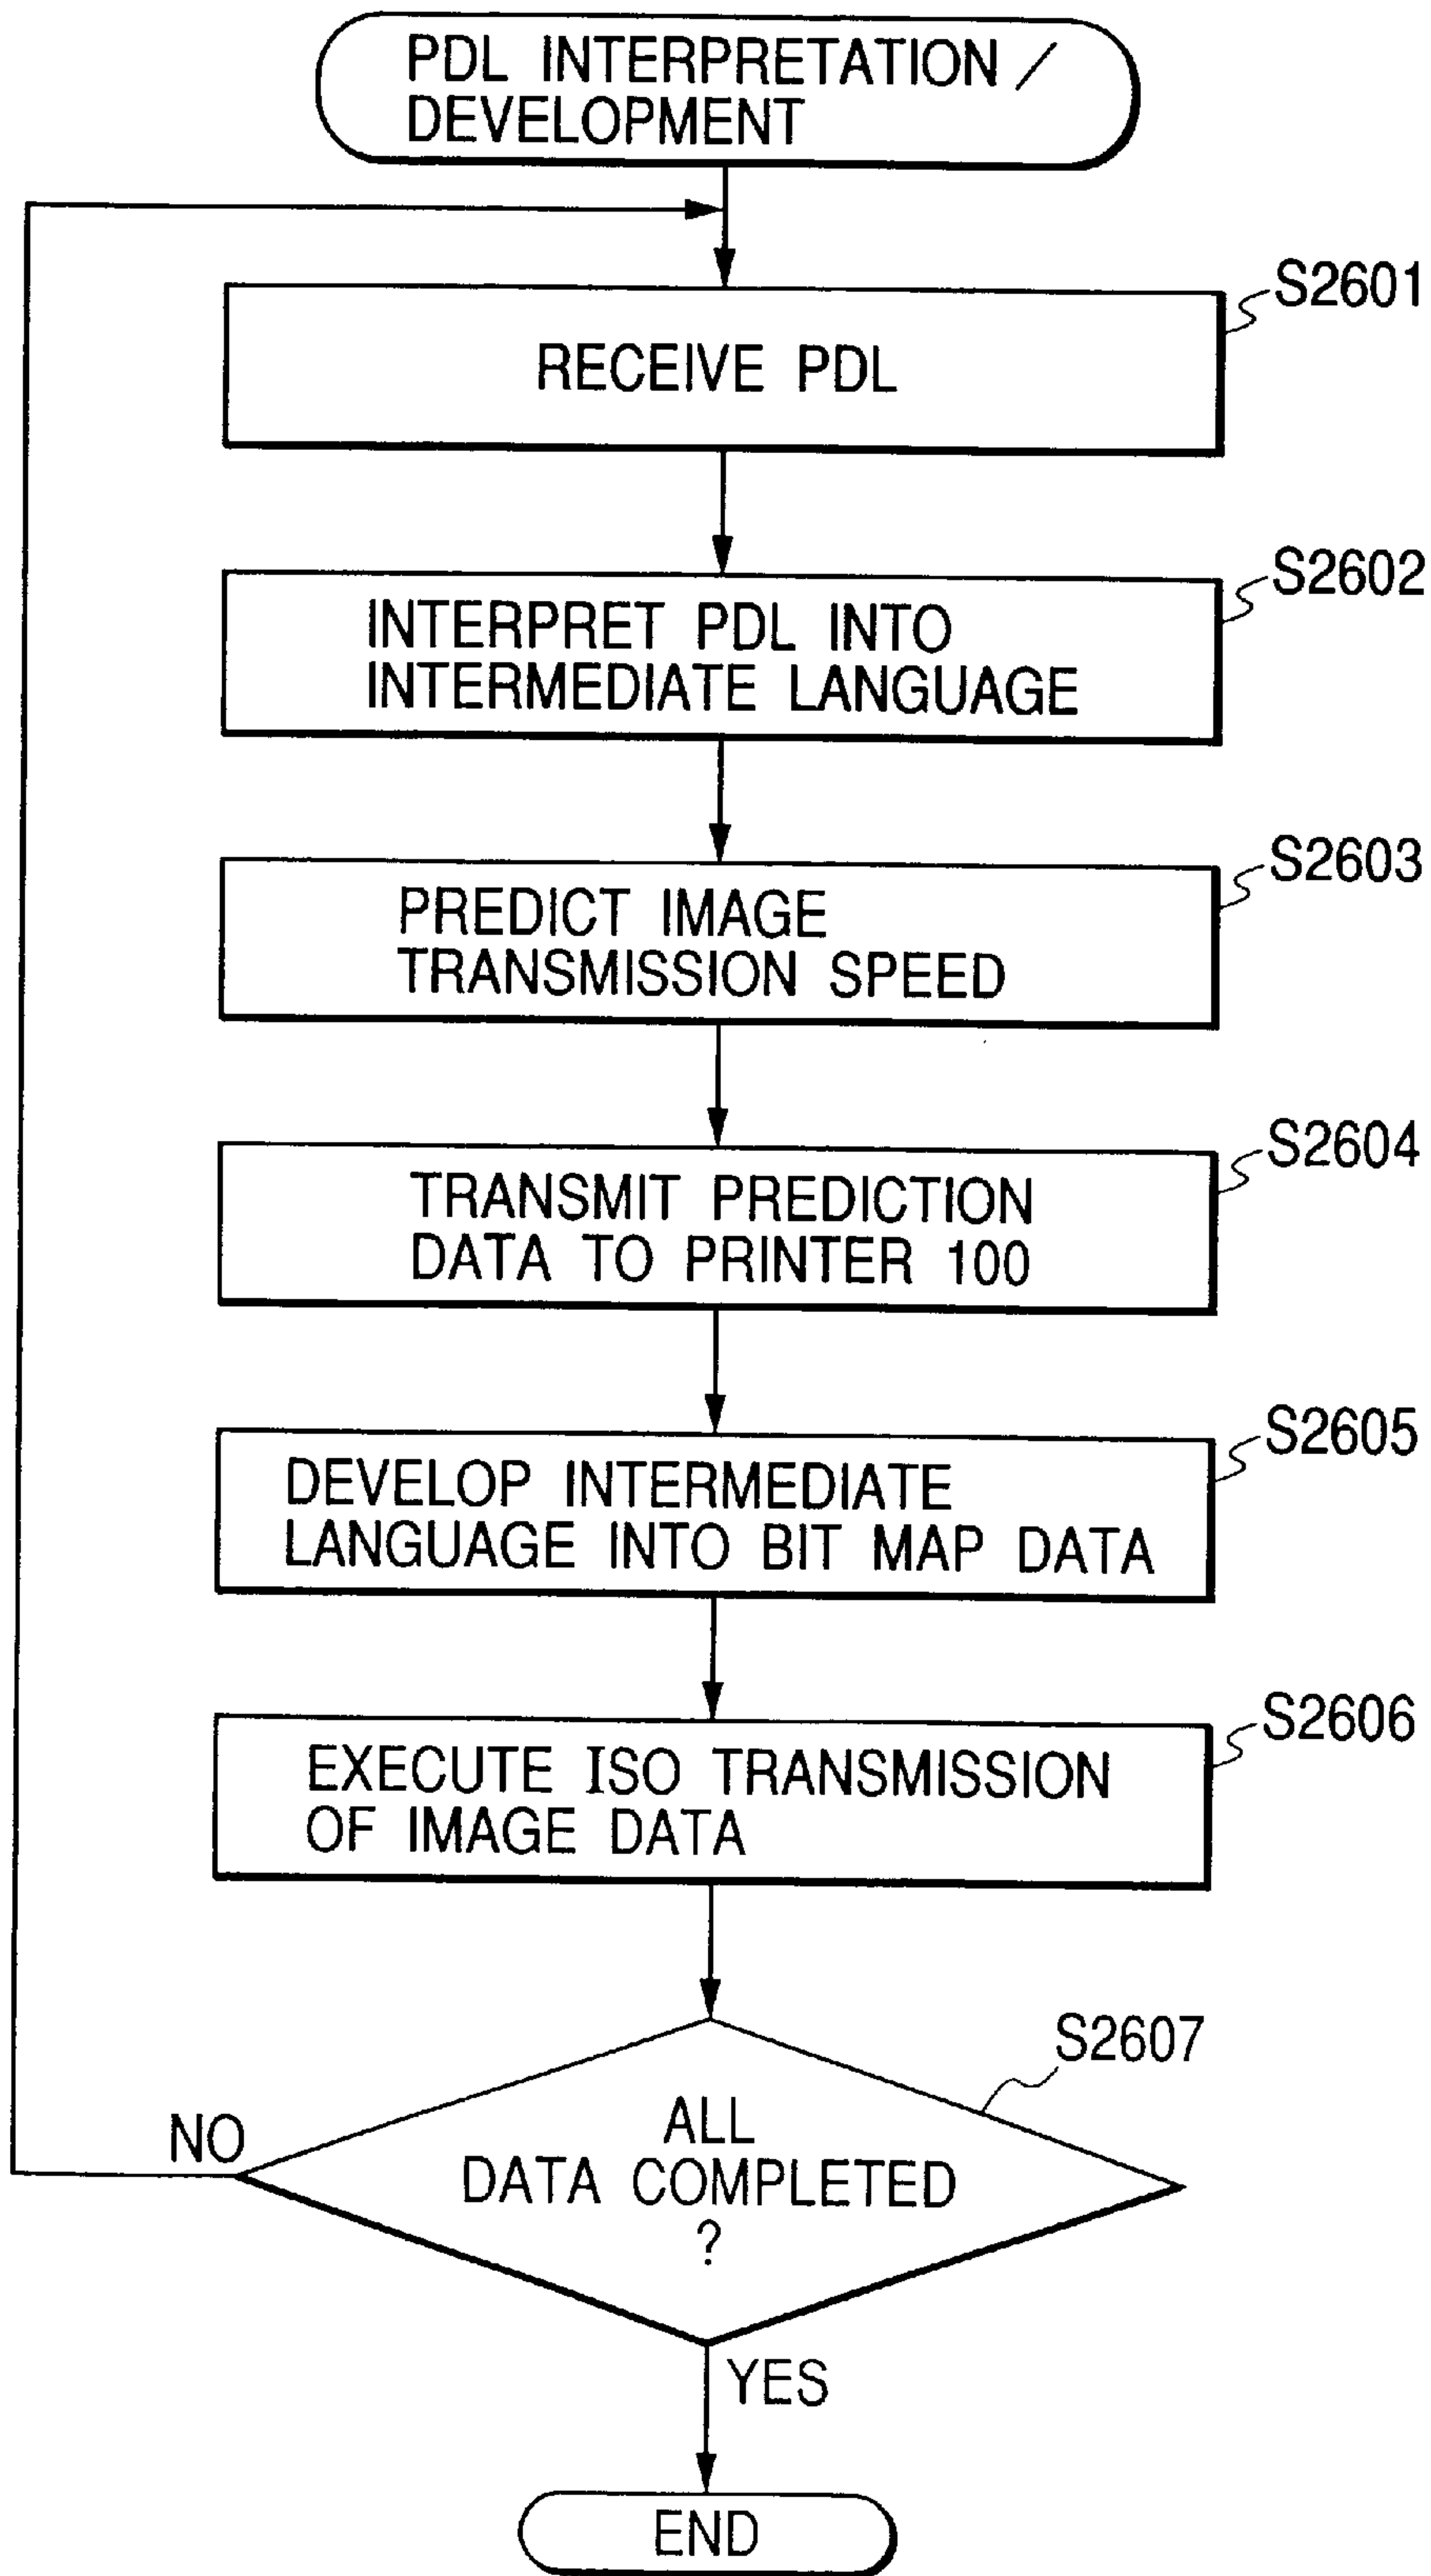 PDL INTERPRETATION /
DEVELOPMENT
S2601
RECEIVE PDL
S2602
INTERPRET PDL INTO
INTERMEDIATE LANGUAGE
S2603
PREDICT IMAGE
TRANSMISSION SPEED
S2604
TRANSMIT PREDICTION
DATA TO PRINTER 100
S2605
DEVELOP INTERMEDIATE
LANGUAGE INTO BIT MAP DATA
S2606
EXECUTE ISO TRANSMISSION
OF IMAGE DATA
S2607
NO
ALL
DATA COMPLETED
?
YES
END